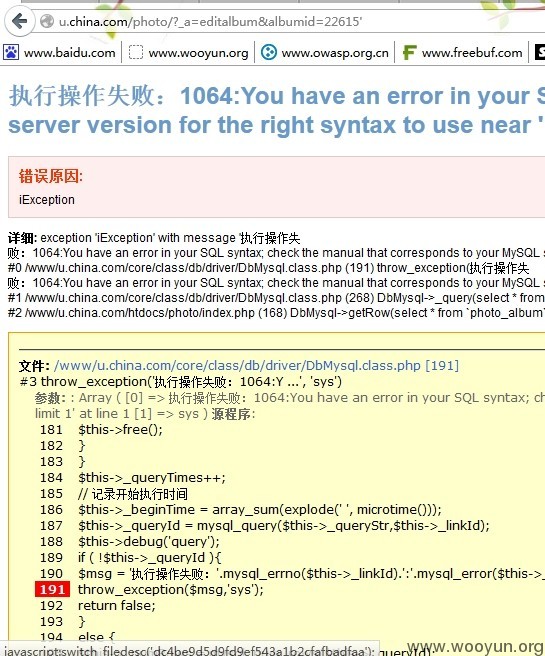 u.china.com/photo/?_a=editalbum&albumid=22615'
www.baidu.com www.wooyun.org www.owasp.org.cn www.freebuf.com
执行操作失败：1064:You have an error in your S
server version for the right syntax to use near '
错误原因:
iException
详细: exception 'iException' with message '执行操作失
败：1064:You have an error in your SQL syntax; check the manual that corresponds to your MySQL s
#0 /www/u.china.com/core/class/db/driver/DbMysql.class.php (191) throw_exception(执行操作失
败：1064:You have an error in your SQL syntax; check the manual that corresponds to your MySQL s
#1 /www/u.china.com/core/class/db/driver/DbMysql.class.php (268) DbMysql->_query(select * from
#2 /www/u.china.com/htdocs/photo/index.php (168) DbMysql->getRow(select * from `photo_album`
文件: /www/u.china.com/core/class/db/driver/DbMysql.class.php [191]
#3 throw_exception('执行操作失败：1064:Y ...', 'sys')
参数: : Array ( [0] => 执行操作失败：1064:You have an error in your SQL syntax; ch
limit 1' at line 1 [1] => sys ) 源程序:
181 $this->free();
182 }
183 }
184 $this->_queryTimes++;
185 // 记录开始执行时间
186 $this->_beginTime = array_sum(explode(' ', microtime()));
187 $this->_queryId = mysql_query($this->_queryStr,$this->_linkId);
188 $this->debug('query');
189 if ( !$this->_queryId ){
190 $msg = '执行操作失败：'.mysql_errno($this->_linkId).':'.mysql_error($this->_
191 throw_exception($msg,'sys');
192 return false;
193 }
194 else {
javascript:switch_filedesc('dc4be9d5d9fd9ef543a1b2cfafbadfaa'); ueryId);
www.wooyun.org